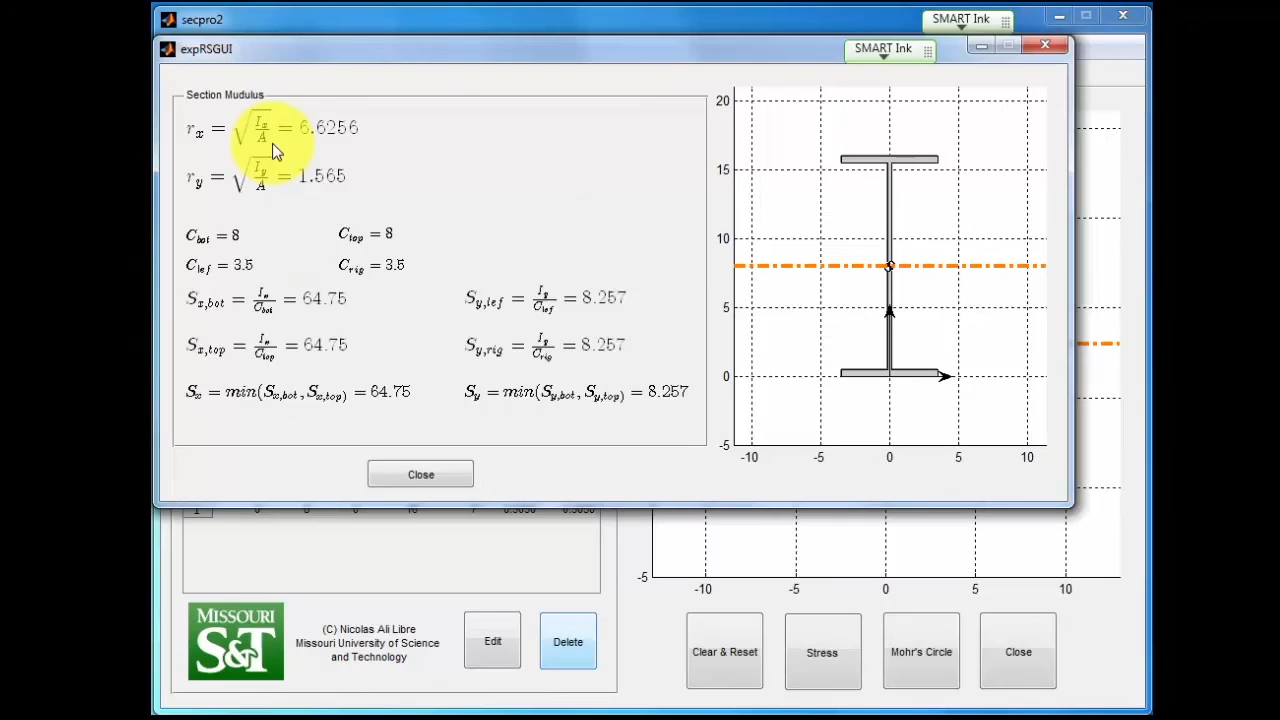 secpro2
SMART Ink
expRSGUI
SMART Ink
Section Mudulus
r_x = √(I_x/A) = 6.6256
r_y = √(I_y/A) = 1.565
C_bot = 8
C_top = 8
C_lef = 3.5
C_rig = 3.5
S_x,bot = I_x/C_bot = 64.75
S_y,lef = I_y/C_lef = 8.257
S_x,top = I_x/C_top = 64.75
S_y,rig = I_y/C_rig = 8.257
S_x = min(S_x,bot, S_x,top) = 64.75
S_y = min(S_y,bot, S_y,top) = 8.257
Close
20
15
10
5
0
-5
-10 -5 0 5 10
-5
-10 -5 0 5 10
MISSOURI
S&T
(C) Nicolas Ali Libre
Missouri University of Science
and Technology
Edit
Delete
Clear & Reset
Stress
Mohr's Circle
Close